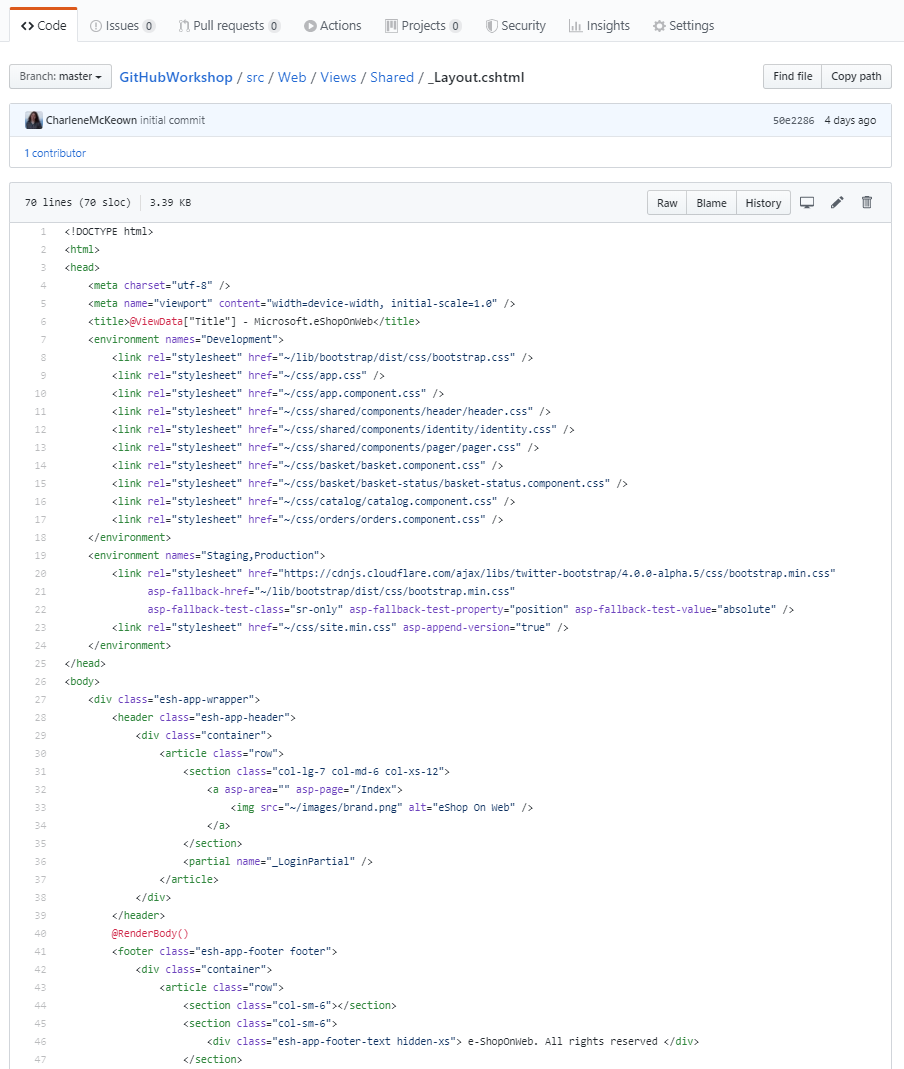 Code Issues 0 Pull requests 0 Actions Projects 0 Security Insights Settings
Branch: master GitHubWorkshop / src / Web / Views / Shared / _Layout.cshtml Find file Copy path
CharleneMcKeown initial commit 50e2286 4 days ago
1 contributor
70 lines (70 sloc) 3.39 KB Raw Blame History
1 <!DOCTYPE html>
2 <html>
3 <head>
4 <meta charset="utf-8" />
5 <meta name="viewport" content="width=device-width, initial-scale=1.0" />
6 <title>@ViewData["Title"] - Microsoft.eShopOnWeb</title>
7 <environment names="Development">
8 <link rel="stylesheet" href="~/lib/bootstrap/dist/css/bootstrap.css" />
9 <link rel="stylesheet" href="~/css/app.css" />
10 <link rel="stylesheet" href="~/css/app.component.css" />
11 <link rel="stylesheet" href="~/css/shared/components/header/header.css" />
12 <link rel="stylesheet" href="~/css/shared/components/identity/identity.css" />
13 <link rel="stylesheet" href="~/css/shared/components/pager/pager.css" />
14 <link rel="stylesheet" href="~/css/basket/basket.component.css" />
15 <link rel="stylesheet" href="~/css/basket/basket-status/basket-status.component.css" />
16 <link rel="stylesheet" href="~/css/catalog/catalog.component.css" />
17 <link rel="stylesheet" href="~/css/orders/orders.component.css" />
18 </environment>
19 <environment names="Staging,Production">
20 <link rel="stylesheet" href="https://cdnjs.cloudflare.com/ajax/libs/twitter-bootstrap/4.0.0-alpha.5/css/bootstrap.min.css"
21 asp-fallback-href="~/lib/bootstrap/dist/css/bootstrap.min.css"
22 asp-fallback-test-class="sr-only" asp-fallback-test-property="position" asp-fallback-test-value="absolute" />
23 <link rel="stylesheet" href="~/css/site.min.css" asp-append-version="true" />
24 </environment>
25 </head>
26 <body>
27 <div class="esh-app-wrapper">
28 <header class="esh-app-header">
29 <div class="container">
30 <article class="row">
31 <section class="col-lg-7 col-md-6 col-xs-12">
32 <a asp-area="" asp-page="/Index">
33 <img src="~/images/brand.png" alt="eShop On Web" />
34 </a>
35 </section>
36 <partial name="_LoginPartial" />
37 </article>
38 </div>
39 </header>
40 @RenderBody()
41 <footer class="esh-app-footer footer">
42 <div class="container">
43 <article class="row">
44 <section class="col-sm-6"></section>
45 <section class="col-sm-6">
46 <div class="esh-app-footer-text hidden-xs"> e-ShopOnWeb. All rights reserved </div>
47 </section>